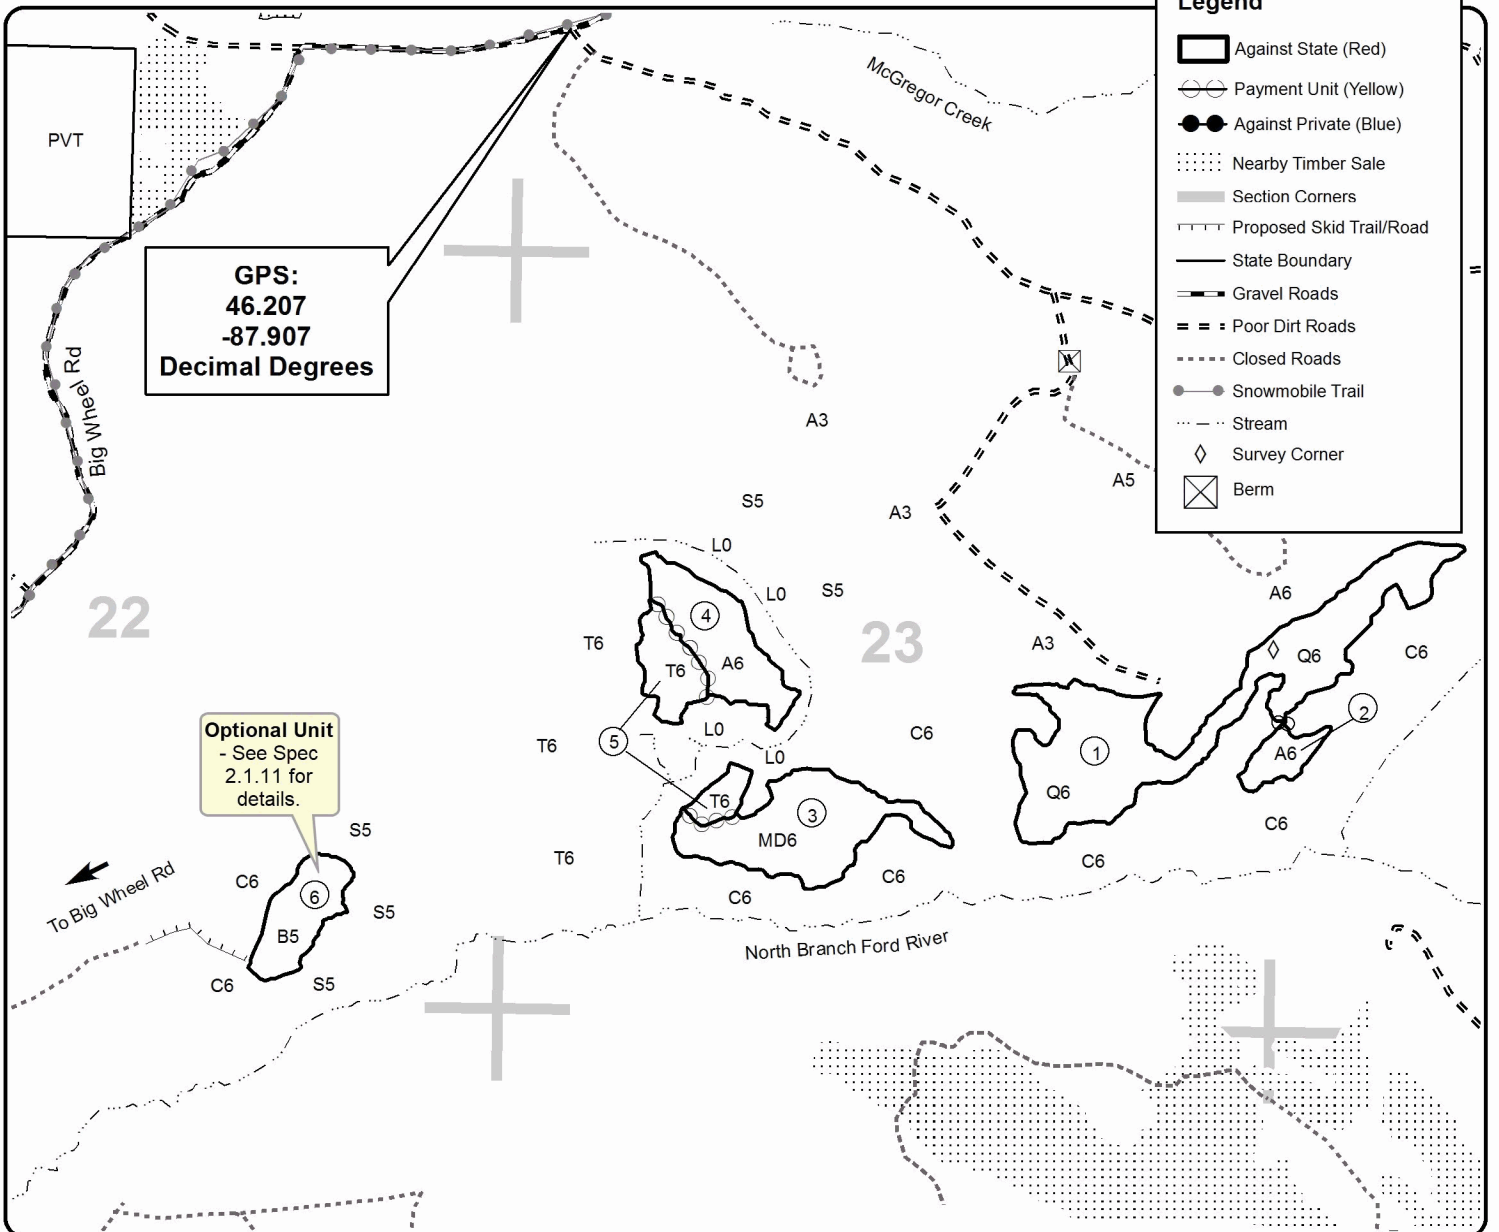 Legend
Against State (Red)
Payment Unit (Yellow)
Against Private (Blue)
Nearby Timber Sale
Section Corners
Proposed Skid Trail/Road
State Boundary
Gravel Roads
Poor Dirt Roads
Closed Roads
Snowmobile Trail
Stream
Survey Corner
Berm
McGregor Creek
PVT
GPS:
46.207
-87.907
Decimal Degrees
Big Wheel Rd
A3
A5
S5
A3
L0
L0
S5
A6
22
23
4
T6
T6
A6
A3
Q6
C6
2
L0
5
T6
C6
1
A6
L0
Optional Unit
- See Spec
2.1.11 for
details.
T6
3
Q6
S5
MD6
C6
T6
C6
C6
C6
6
C6
To Big Wheel Rd
S5
B5
North Branch Ford River
C6
S5